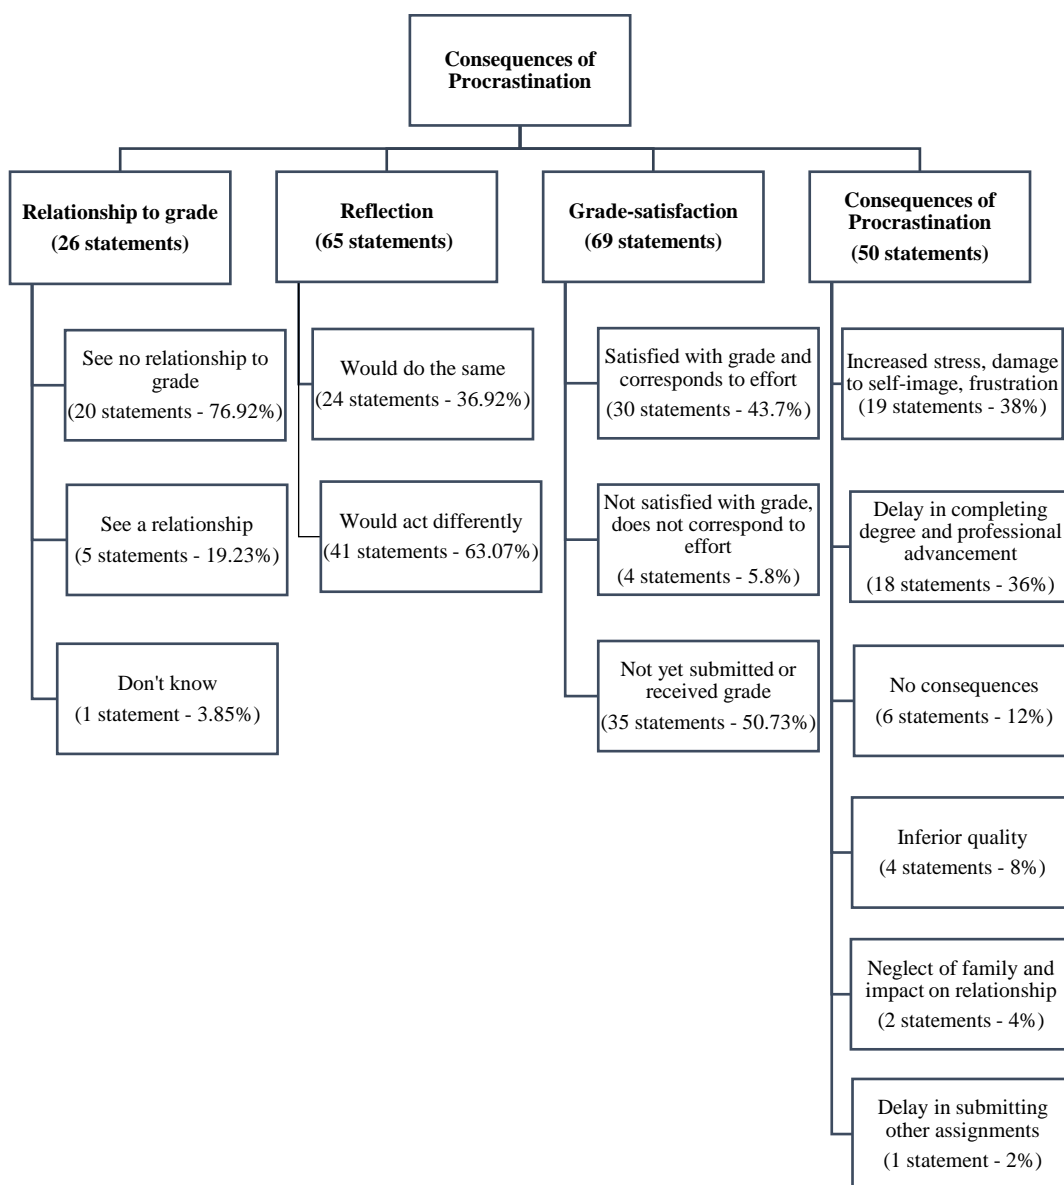 Consequences of
Procrastination
Relationship to grade
(26 statements)
See no relationship to
grade
(20 statements - 76.92%)
See a relationship
(5 statements - 19.23%)
Don't know
(1 statement - 3.85%)
Reflection
(65 statements)
Would do the same
(24 statements - 36.92%)
Would act differently
(41 statements - 63.07%)
Grade-satisfaction
(69 statements)
Satisfied with grade and
corresponds to effort
(30 statements - 43.7%)
Not satisfied with grade,
does not correspond to
effort
(4 statements - 5.8%)
Not yet submitted or
received grade
(35 statements - 50.73%)
Consequences of
Procrastination
(50 statements)
Increased stress, damage
to self-image, frustration
(19 statements - 38%)
Delay in completing
degree and professional
advancement
(18 statements - 36%)
No consequences
(6 statements - 12%)
Inferior quality
(4 statements - 8%)
Neglect of family and
impact on relationship
(2 statements - 4%)
Delay in submitting
other assignments
(1 statement - 2%)